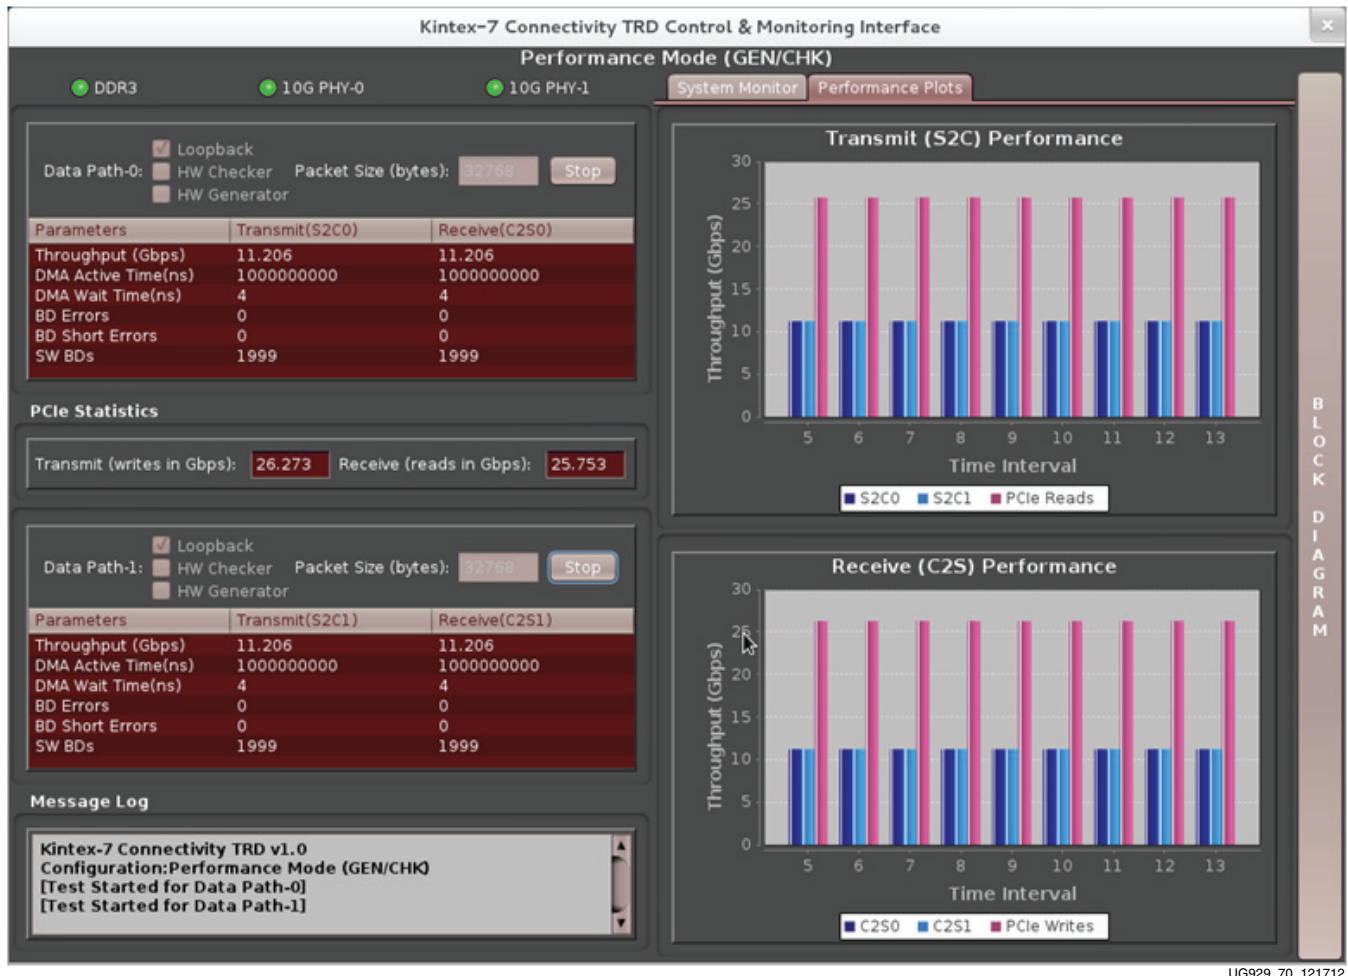 Kintex-7 Connectivity TRD Control & Monitoring Interface
Performance Mode (GEN/CHK)
DDR3 10G PHY-0 10G PHY-1
System Monitor Performance Plots
Loopback
Data Path-0: HW Checker Packet Size (bytes): 32768 Stop
HW Generator
Parameters Transmit(S2C0) Receive(C2S0)
Throughput (Gbps) 11.206 11.206
DMA Active Time(ns) 1000000000 1000000000
DMA Wait Time(ns) 4 4
BD Errors 0 0
BD Short Errors 0 0
SW BDs 1999 1999
PCIe Statistics
Transmit (writes in Gbps): 26.273 Receive (reads in Gbps): 25.753
Loopback
Data Path-1: HW Checker Packet Size (bytes): 32768 Stop
HW Generator
Parameters Transmit(S2C1) Receive(C2S1)
Throughput (Gbps) 11.206 11.206
DMA Active Time(ns) 1000000000 1000000000
DMA Wait Time(ns) 4 4
BD Errors 0 0
BD Short Errors 0 0
SW BDs 1999 1999
Message Log
Kintex-7 Connectivity TRD v1.0
Configuration:Performance Mode (GEN/CHK)
[Test Started for Data Path-0]
[Test Started for Data Path-1]
Transmit (S2C) Performance
Throughput (Gbps)
30
25
20
15
10
5
0
5 6 7 8 9 10 11 12 13
Time Interval
S2C0 S2C1 PCIe Reads
Receive (C2S) Performance
Throughput (Gbps)
30
25
20
15
10
5
0
5 6 7 8 9 10 11 12 13
Time Interval
C2S0 C2S1 PCIe Writes
BLOCK DIAGRAM
UG929_70_121712